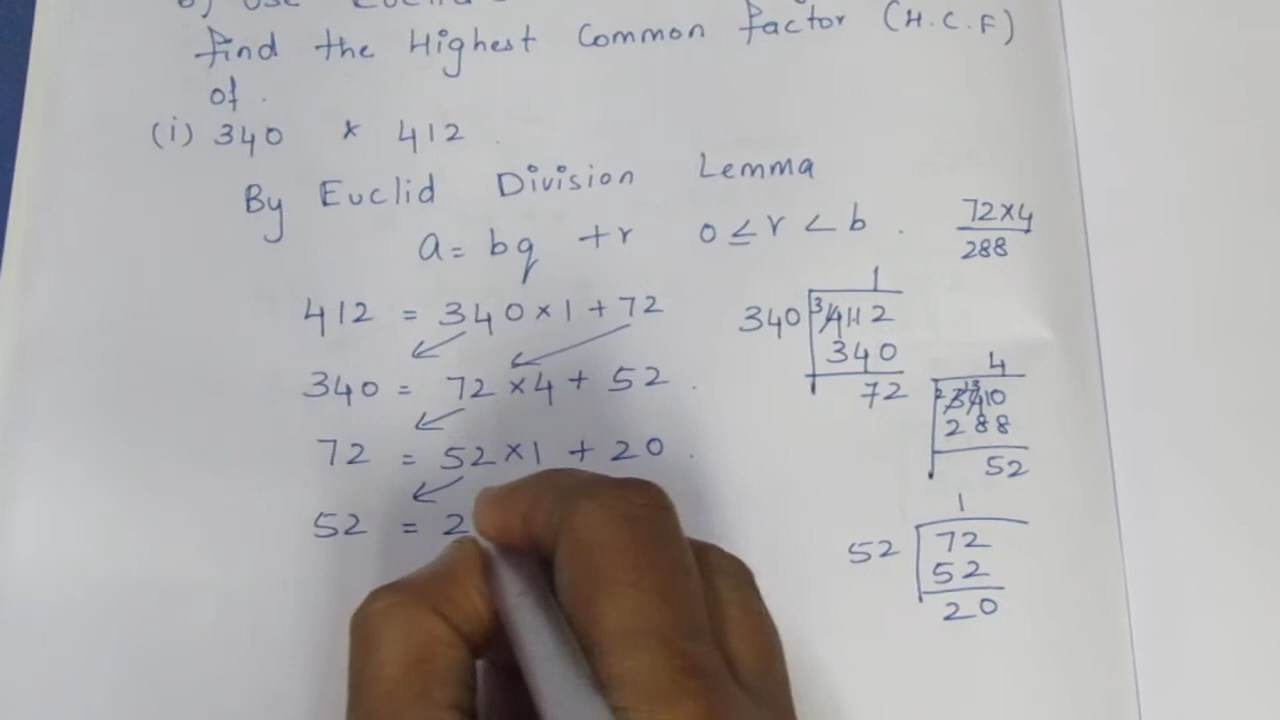 find the Highest Common factor (H.C.F)
of.
(i) 340 * 412.
By Euclid Division Lemma
a = bq + r 0 ≤ r < b.
72×4
288
412 = 340 × 1 + 72
340 = 72 × 4 + 52.
72 = 52 × 1 + 20.
52 = 2
1
340 412
340
72
4
340
288
52
1
52 72
52
20